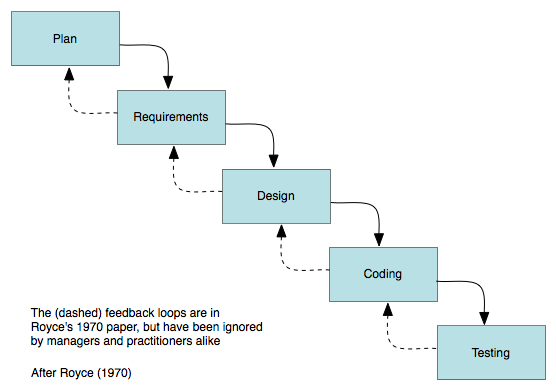 Plan
Requirements
Design
Coding
Testing
The (dashed) feedback loops are in
Royce's 1970 paper, but have been ignored
by managers and practitioners alike
After Royce (1970)